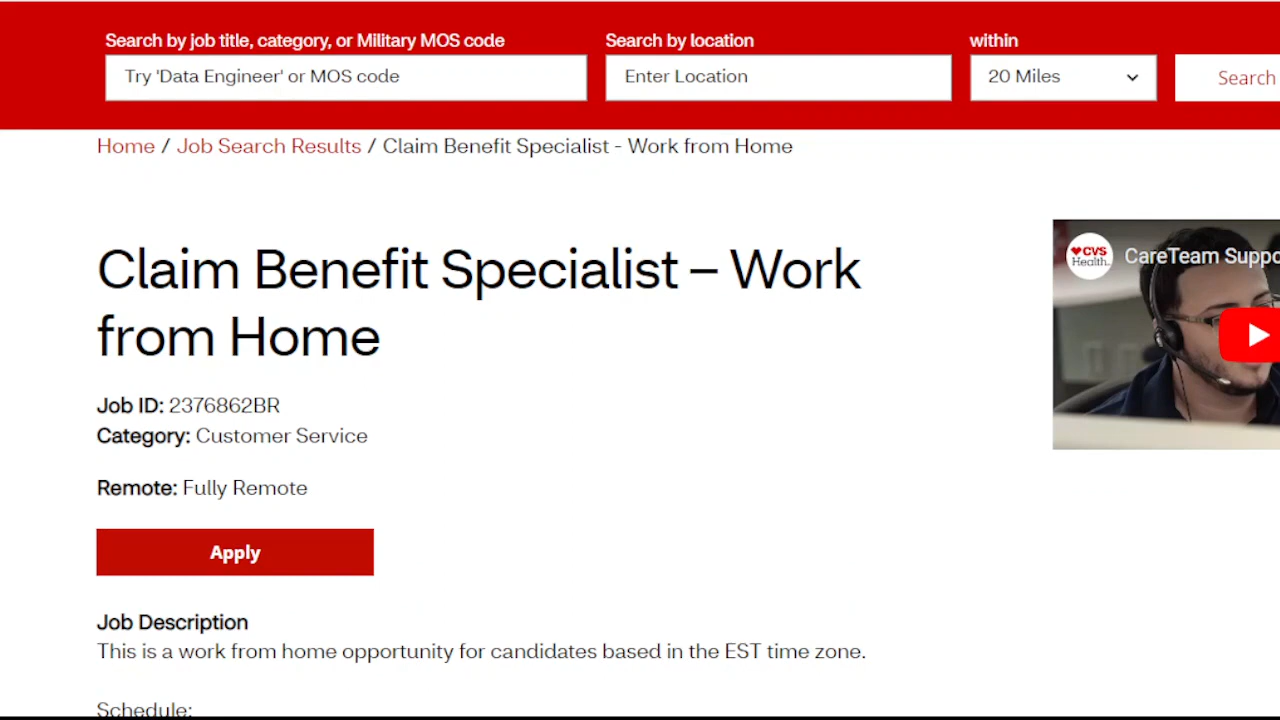 Search by job title, category, or Military MOS code
Search by location
within
Try 'Data Engineer' or MOS code
Enter Location
20 Miles
Search
Home / Job Search Results / Claim Benefit Specialist - Work from Home
Claim Benefit Specialist – Work
from Home
CVS
Health.
CareTeam Suppo
Job ID: 2376862BR
Category: Customer Service
Remote: Fully Remote
Apply
Job Description
This is a work from home opportunity for candidates based in the EST time zone.
Schedule: